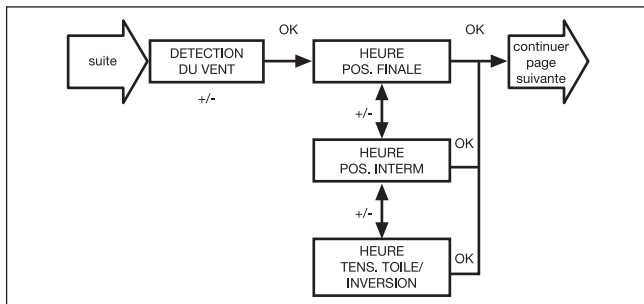 suite
DETECTION
DU VENT
+/-
OK
HEURE
POS. FINALE
OK
continuer
page
suivante
+/-
HEURE
POS. INTERM
OK
+/-
HEURE
TENS. TOILE/
INVERSION
OK